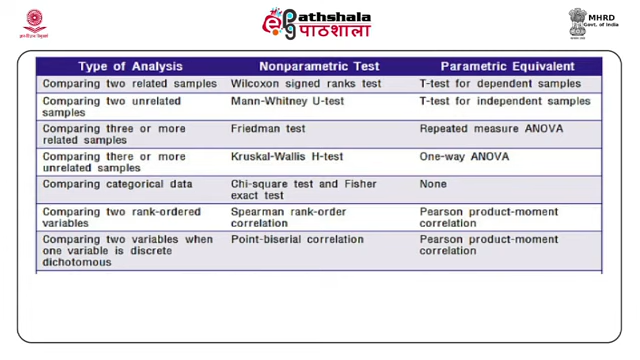 ePathshala
पाठशाला
MHRD
Govt. of India
Type of Analysis
Nonparametric Test
Parametric Equivalent
Comparing two related samples
Wilcoxon signed ranks test
T-test for dependent samples
Comparing two unrelated
samples
Mann-Whitney U-test
T-test for independent samples
Comparing three or more
related samples
Friedman test
Repeated measure ANOVA
Comparing there or more
unrelated samples
Kruskal-Wallis H-test
One-way ANOVA
Comparing categorical data
Chi-square test and Fisher
exact test
None
Comparing two rank-ordered
variables
Spearman rank-order
correlation
Pearson product-moment
correlation
Comparing two variables when
one variable is discrete
dichotomous
Point-biserial correlation
Pearson product-moment
correlation